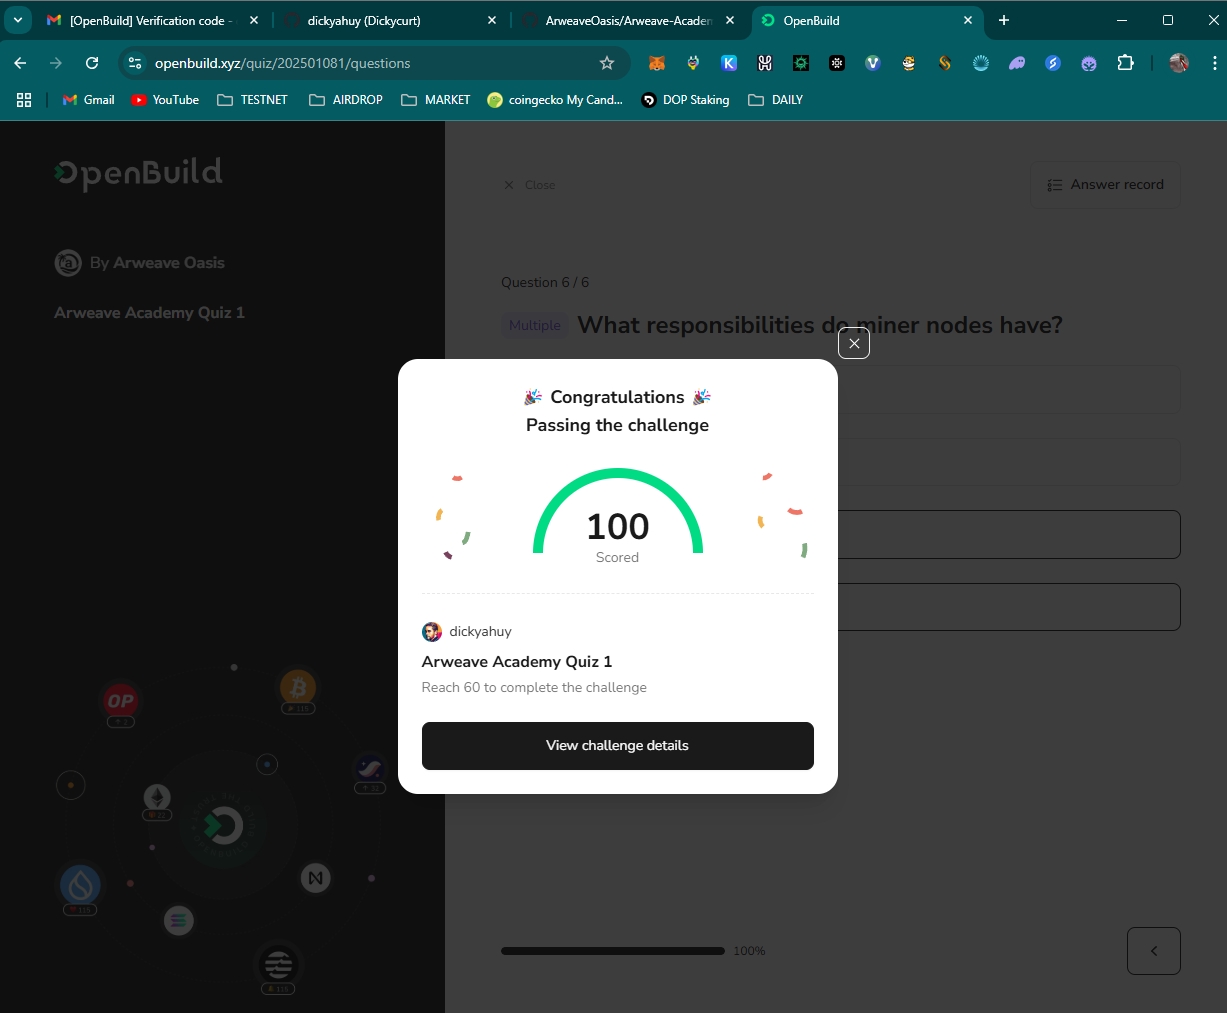 [OpenBuild] Verification code -
dickyahuy (Dickycurt)
ArweaveOasis/Arweave-Academ
OpenBuild
openbuild.xyz/quiz/202501081/questions
Gmail
YouTube
TESTNET
AIRDROP
MARKET
coingecko My Cand...
DOP Staking
DAILY
OpenBuild
Close
Answer record
By Arweave Oasis
Question 6 / 6
Arweave Academy Quiz 1
Multiple
What responsibilities do miner nodes have?
🎉 Congratulations 🎉
Passing the challenge
100
Scored
dickyahuy
Arweave Academy Quiz 1
Reach 60 to complete the challenge
View challenge details
OP
100%